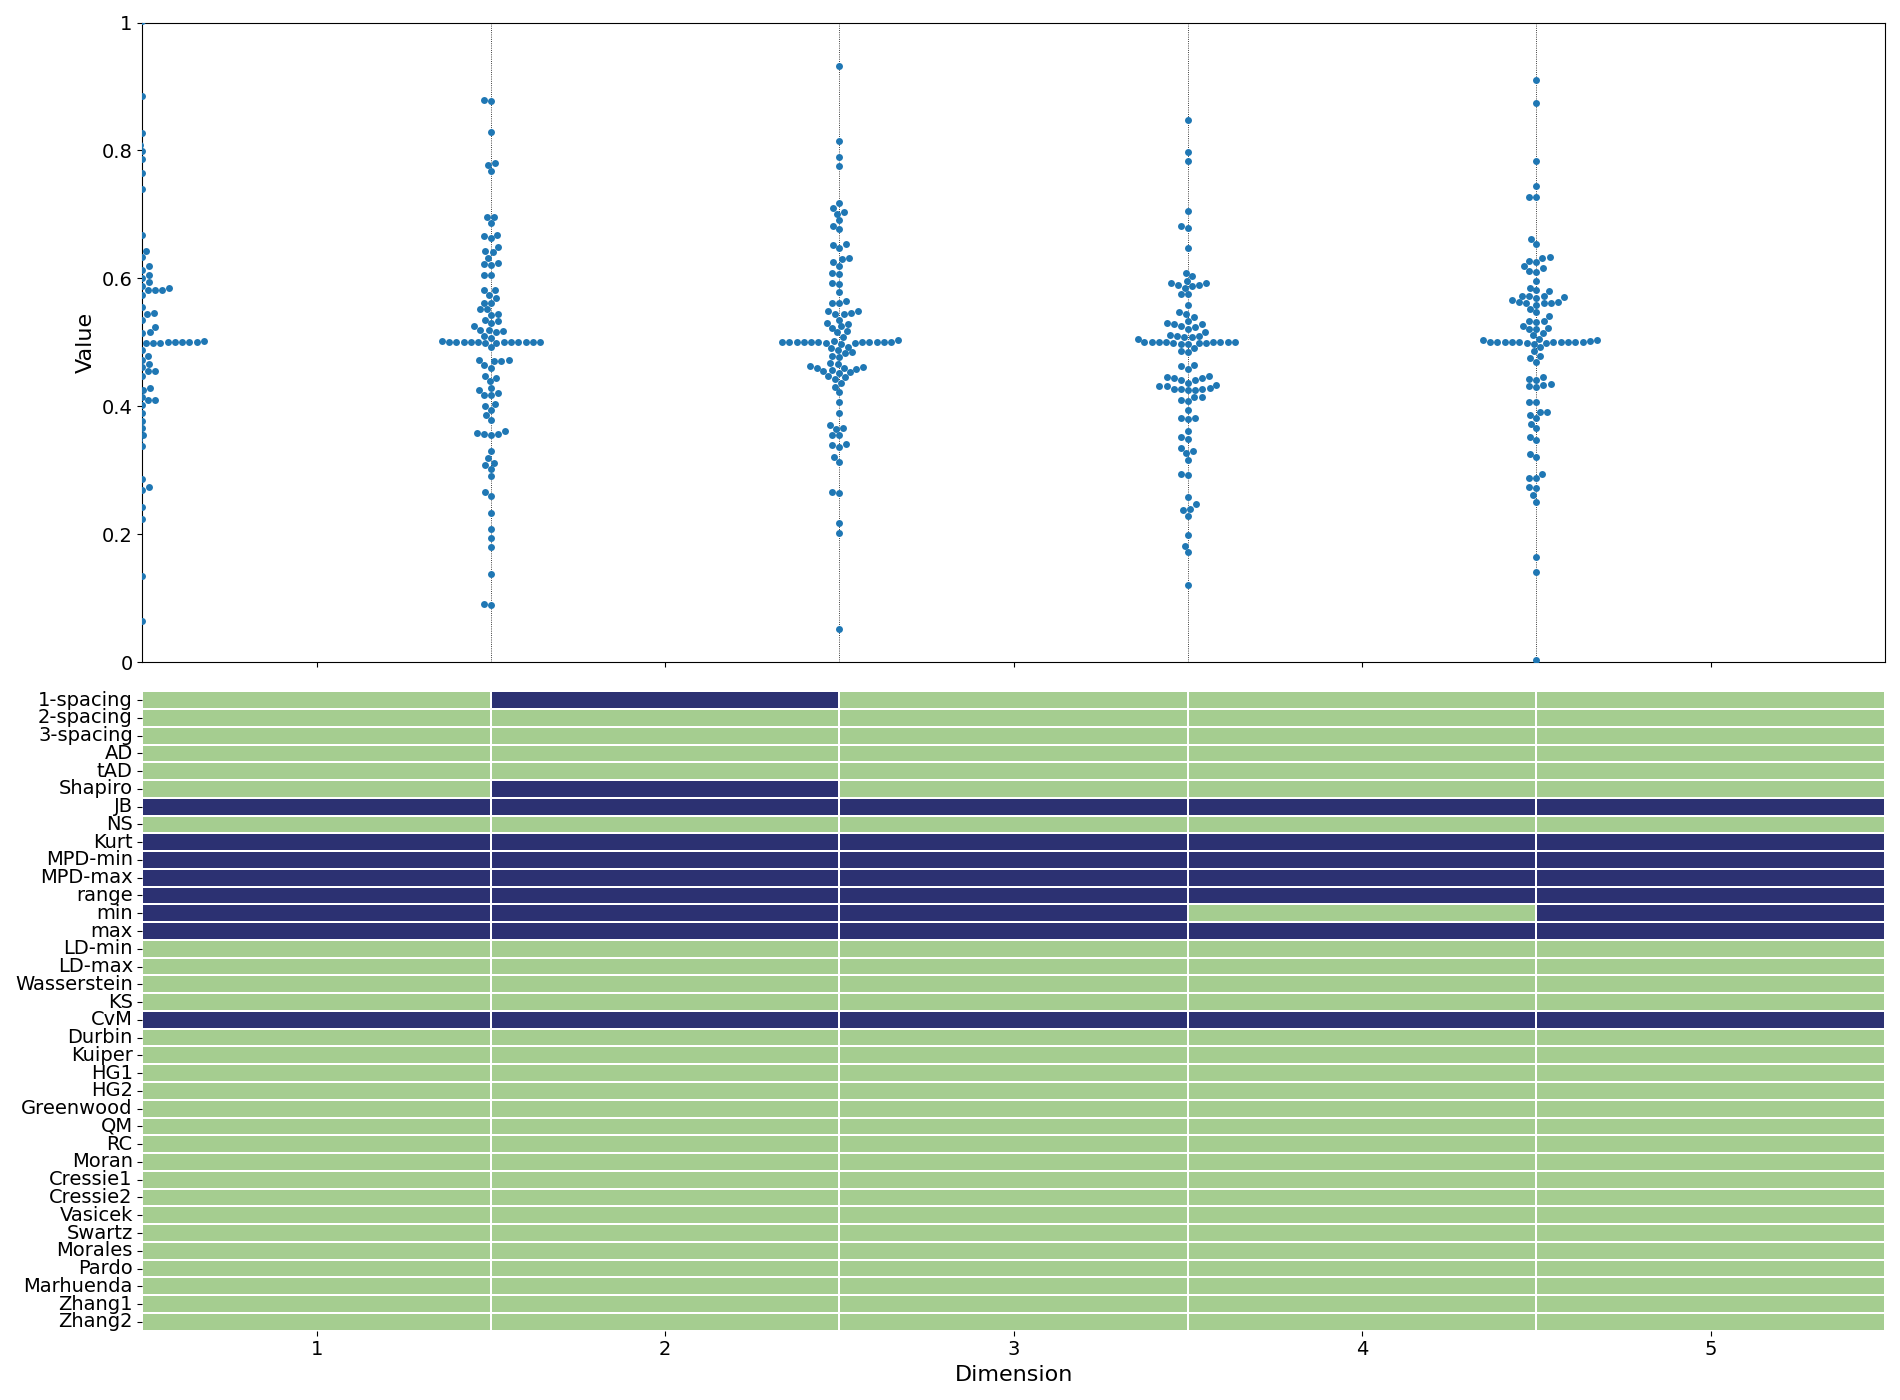 1
0.8
0.6
Value
0.4
0.2
0
1-spacing
2-spacing
3-spacing
AD
tAD
Shapiro
JB
NS
Kurt
MPD-min
MPD-max
range
min
max
LD-min
LD-max
Wasserstein
KS
CvM
Durbin
Kuiper
HG1
HG2
Greenwood
QM
RC
Moran
Cressie1
Cressie2
Vasicek
Swartz
Morales
Pardo
Marhuenda
Zhang1
Zhang2
1 2 3 4 5
Dimension